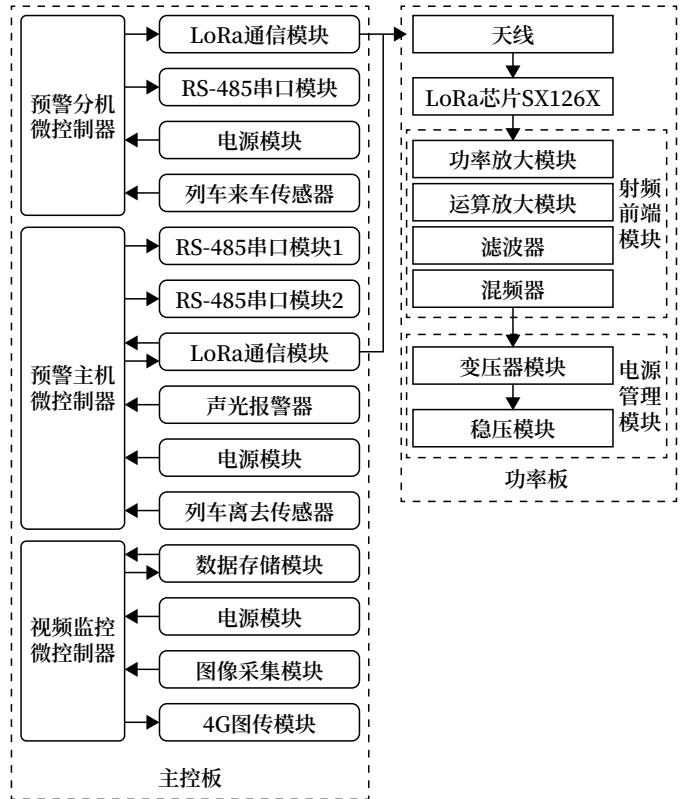 预警分机
微控制器
LoRa通信模块
RS-485串口模块
电源模块
列车来车传感器
预警主机
微控制器
RS-485串口模块1
RS-485串口模块2
LoRa通信模块
声光报警器
电源模块
列车离去传感器
视频监控
微控制器
数据存储模块
电源模块
图像采集模块
4G图传模块
主控板
天线
LoRa芯片SX126X
功率放大模块
运算放大模块
滤波器
混频器
射频
前端
模块
变压器模块
稳压模块
电源
管理
模块
功率板